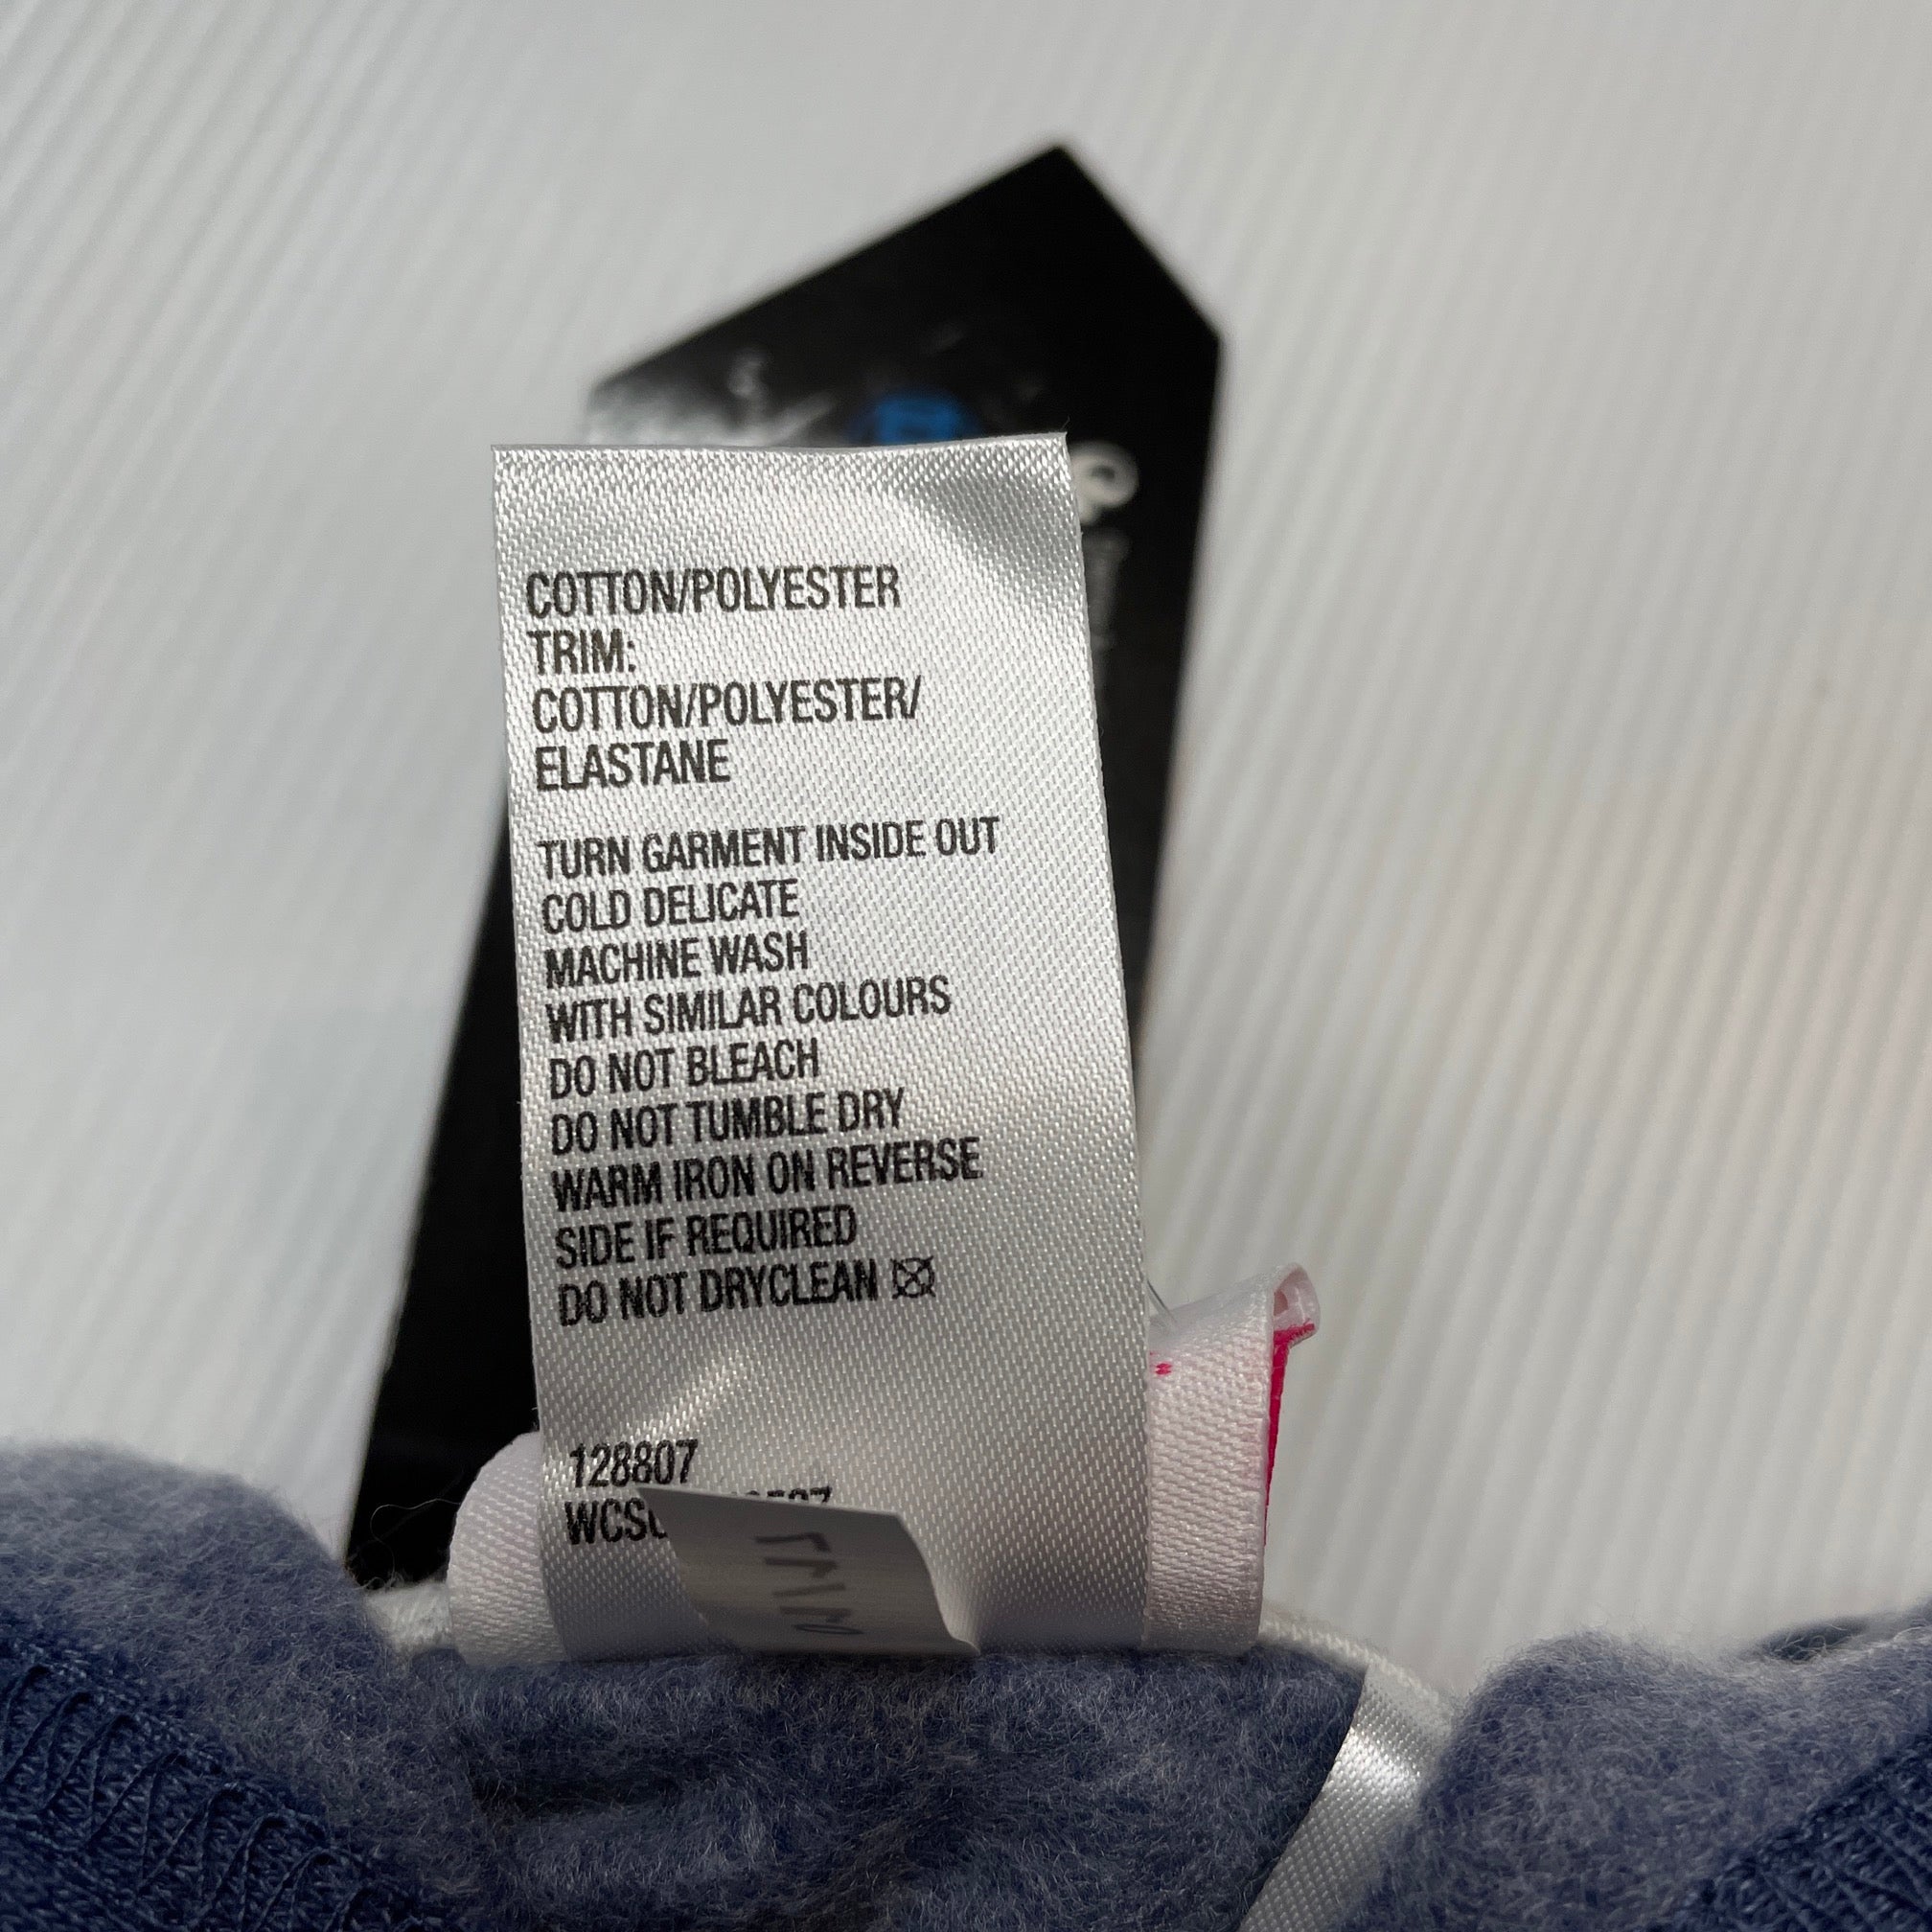 COTTON/POLYESTER
TRIM:
COTTON/POLYESTER/
ELASTANE
TURN GARMENT INSIDE OUT
COLD DELICATE
MACHINE WASH
WITH SIMILAR COLOURS
DO NOT BLEACH
DO NOT TUMBLE DRY
WARM IRON ON REVERSE
SIDE IF REQUIRED
DO NOT DRYCLEAN
128807